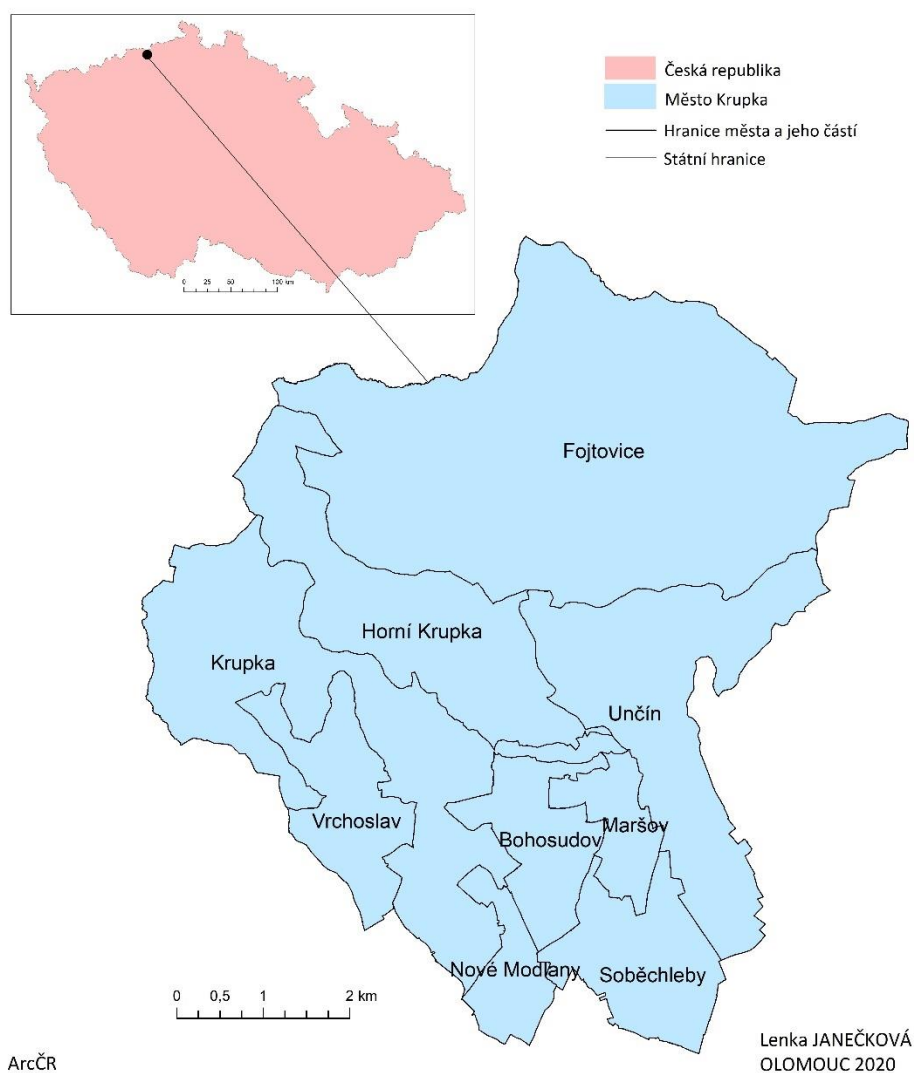 0 25 50 100 km
Česká republika
Město Krupka
Hranice města a jeho částí
Státní hranice
Fojtovice
Horní Krupka
Krupka
Unčín
Vrchoslav
Maršov
Bohosudov
Nové Modlany
Soběchleby
0 0,5 1 2 km
ArcČR
Lenka JANEČKOVÁ
OLOMOUC 2020